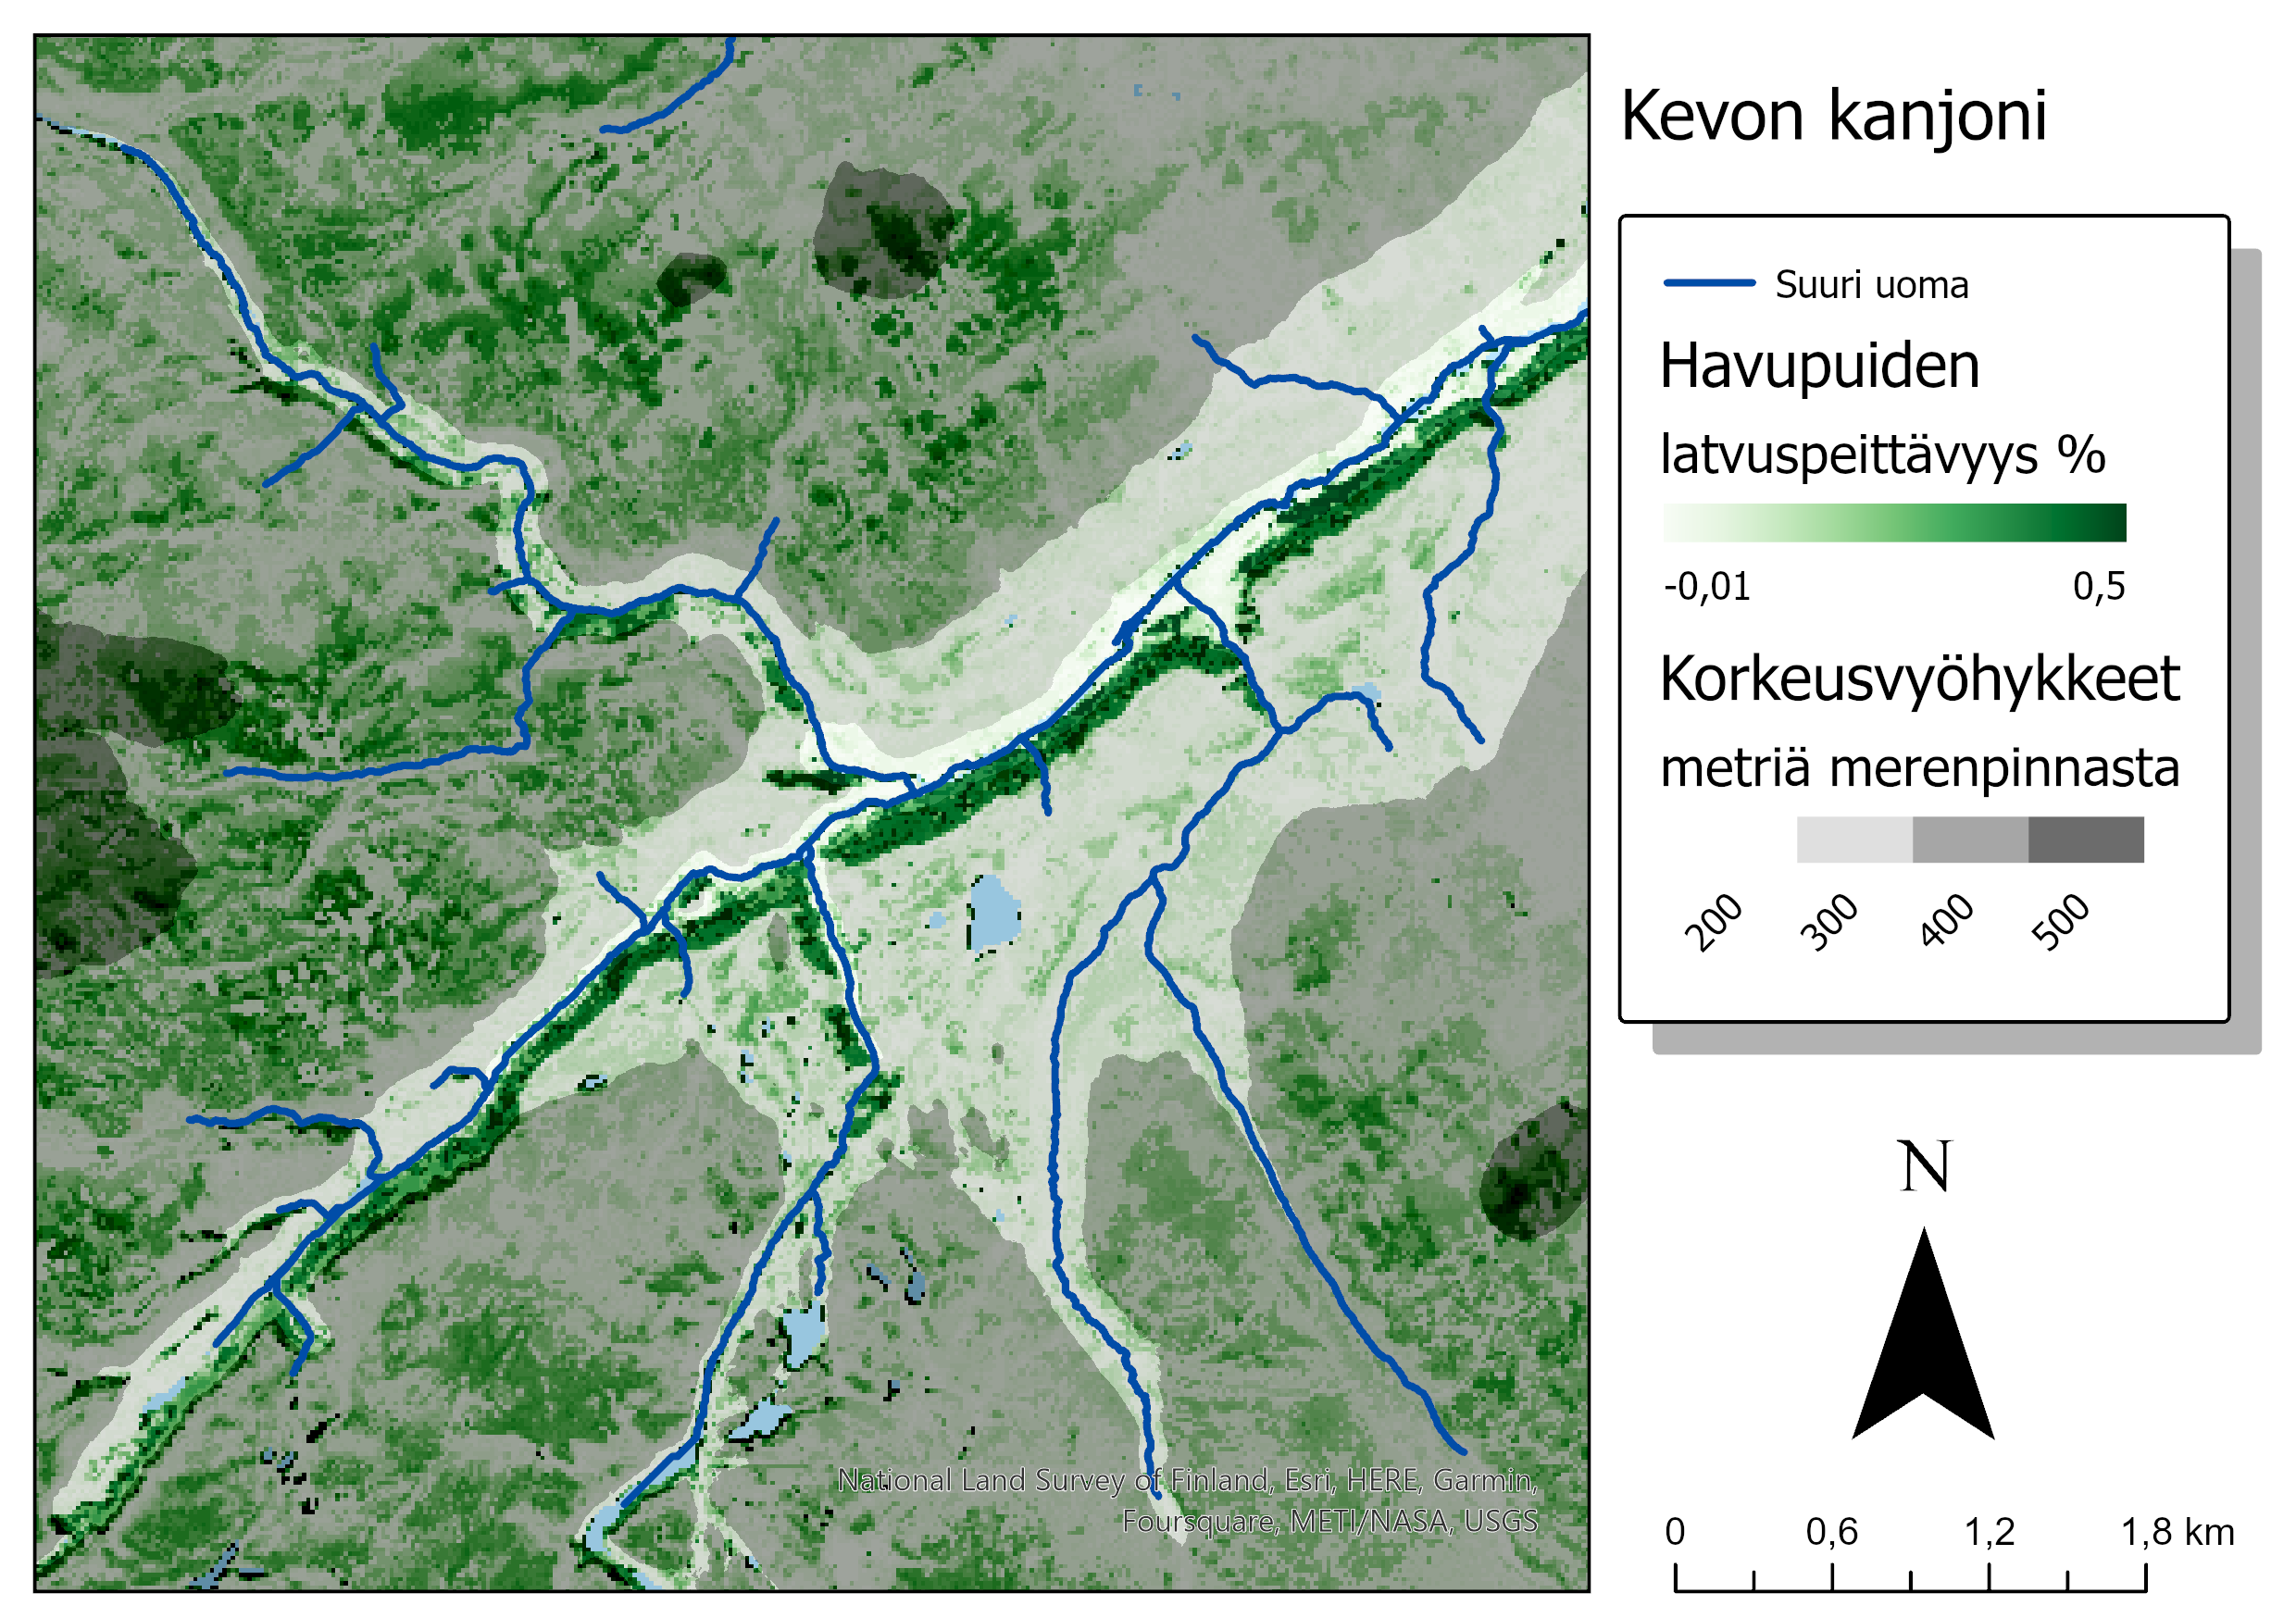 Kevon kanjoni
Suuri uoma
Havupuiden
latvuspeittävyys %
-0,01 0,5
Korkeusvyöhykkeet
metriä merenpinnasta
200 300 400 500
N
0 0,6 1,2 1,8 km
National Land Survey of Finland, Esri, HERE, Garmin,
Foursquare, METI/NASA, USGS